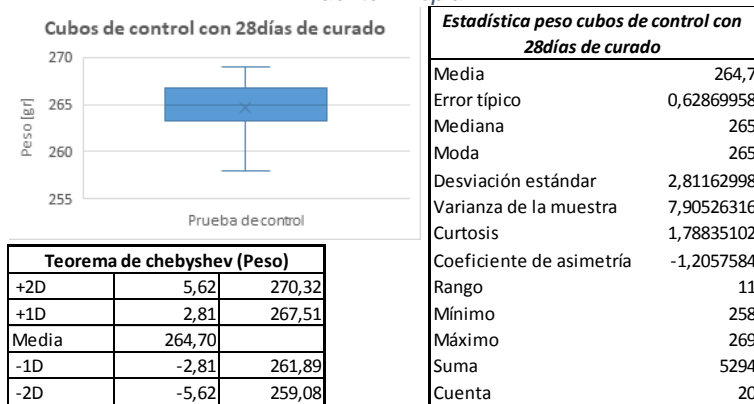 Cubos de control con 28días de curado
270
265
260
255
Peso [gr]
Prueba de control
Teorema de chebyshev (Peso)
+2D 5,62 270,32
+1D 2,81 267,51
Media 264,70
-1D -2,81 261,89
-2D -5,62 259,08
Estadística peso cubos de control con
28días de curado
Media 264,7
Error típico 0,62869958
Mediana 265
Moda 265
Desviación estándar 2,81162998
Varianza de la muestra 7,90526316
Curtosis 1,78835102
Coeficiente de asimetría -1,2057584
Rango 11
Mínimo 258
Máximo 269
Suma 5294
Cuenta 20